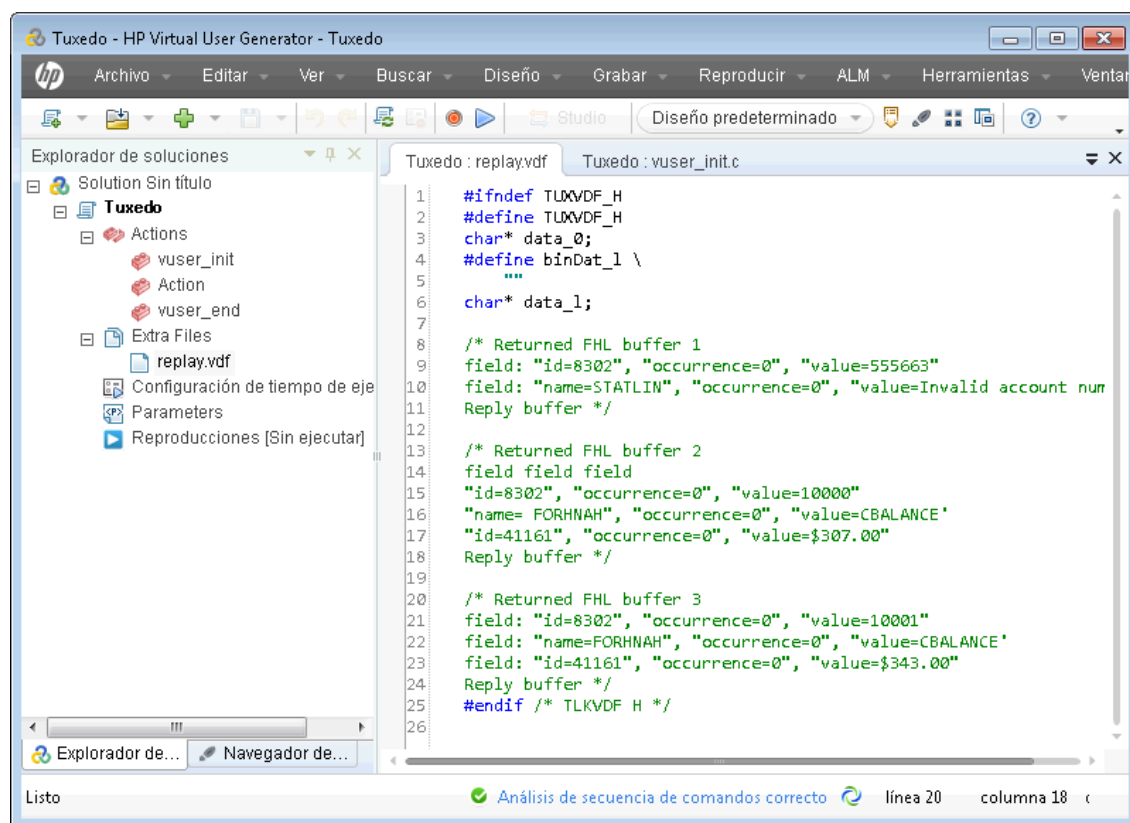 Tuxedo - HP Virtual User Generator - Tuxedo
hp Archivo Editar Ver Buscar Diseño Grabar Reproducir ALM Herramientas Ventar
Studio Diseño predeterminado ?
Explorador de soluciones
Solution Sin título
Tuxedo
Actions
vuser_init
Action
vuser_end
Extra Files
replay.vdf
Configuración de tiempo de eje
Parameters
Reproducciones [Sin ejecutar]
Explorador de... Navegador de...
Tuxedo : replay.vdf Tuxedo : vuser_init.c
1 #ifndef TUXVDF_H
2 #define TUXVDF_H
3 char* data_0;
4 #define binDat_l \
5 ""
6 char* data_l;
7
8 /* Returned FHL buffer 1
9 field: "id=8302", "occurrence=0", "value=555663"
10 field: "name=STATLIN", "occurrence=0", "value=Invalid account num
11 Reply buffer */
12
13 /* Returned FHL buffer 2
14 field field field
15 "id=8302", "occurrence=0", "value=10000"
16 "name= FORHNAH", "occurrence=0", "value=CBALANCE'
17 "id=41161", "occurrence=0", "value=$307.00"
18 Reply buffer */
19
20 /* Returned FHL buffer 3
21 field: "id=8302", "occurrence=0", "value=10001"
22 field: "name=FORHNAH", "occurrence=0", "value=CBALANCE'
23 field: "id=41161", "occurrence=0", "value=$343.00"
24 Reply buffer */
25 #endif /* TLKVDF H */
26
Listo Análisis de secuencia de comandos correcto línea 20 columna 18